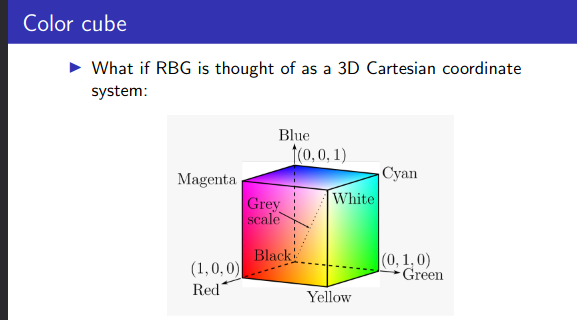 Color cube
What if RBG is thought of as a 3D Cartesian coordinate
system:
Blue
(0, 0, 1)
Magenta
Cyan
White
Grey
scale
Black
(1, 0, 0)
Red
(0, 1, 0)
Green
Yellow